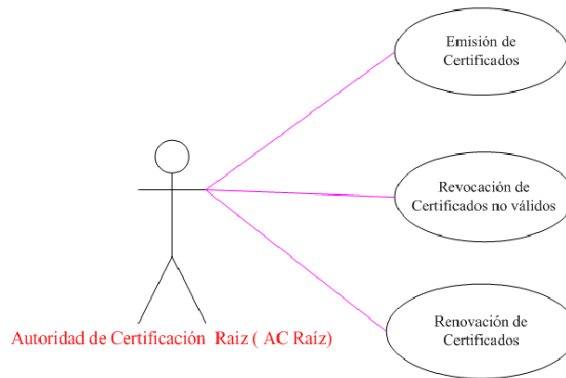 Emisión de
Certificados
Revocación de
Certificados no válidos
Renovación de
Certificados
Autoridad de Certificación Raiz ( AC Raíz)